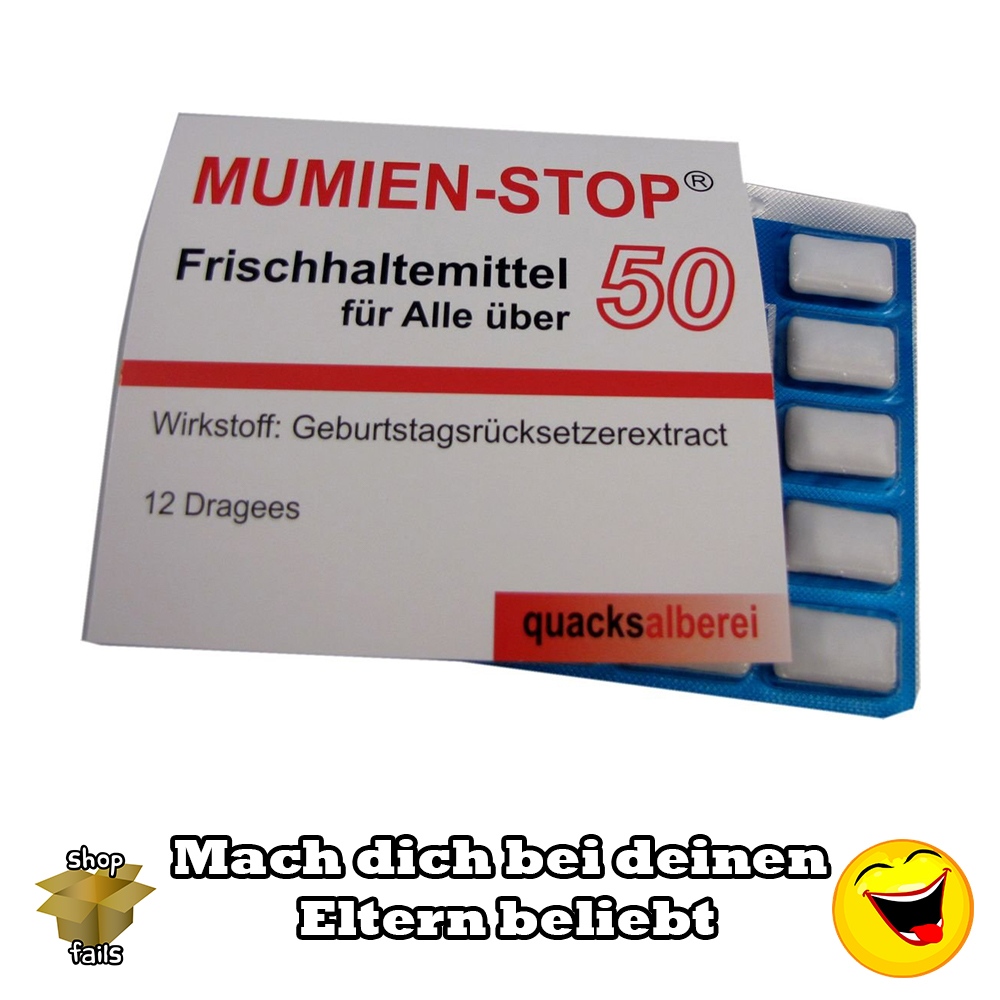 MUMIEN-STOP®
Frischhaltemittel
für Alle über 50
Wirkstoff: Geburtstagsrücksetzerextract
12 Dragees
quacksalberei
shop
fails
Mach dich bei deinen
Eltern beliebt